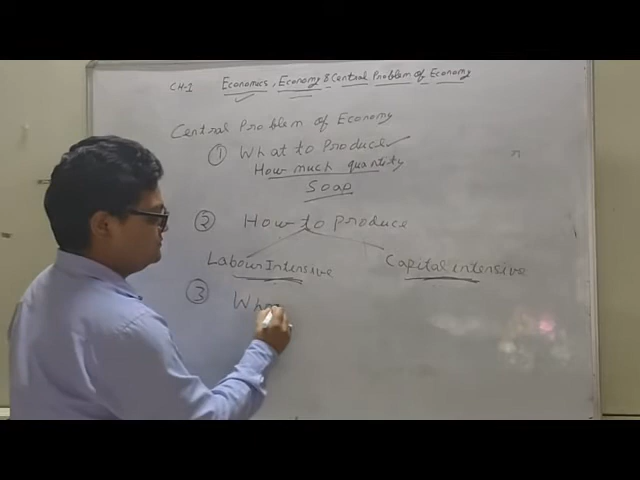 CH-1 Economics, Economy & Central Problem of Economy
Central Problem of Economy
① What to Produce ✓
How much quantity
Soap
② How to produce
Labour Intensive Capital intensive
③ Who